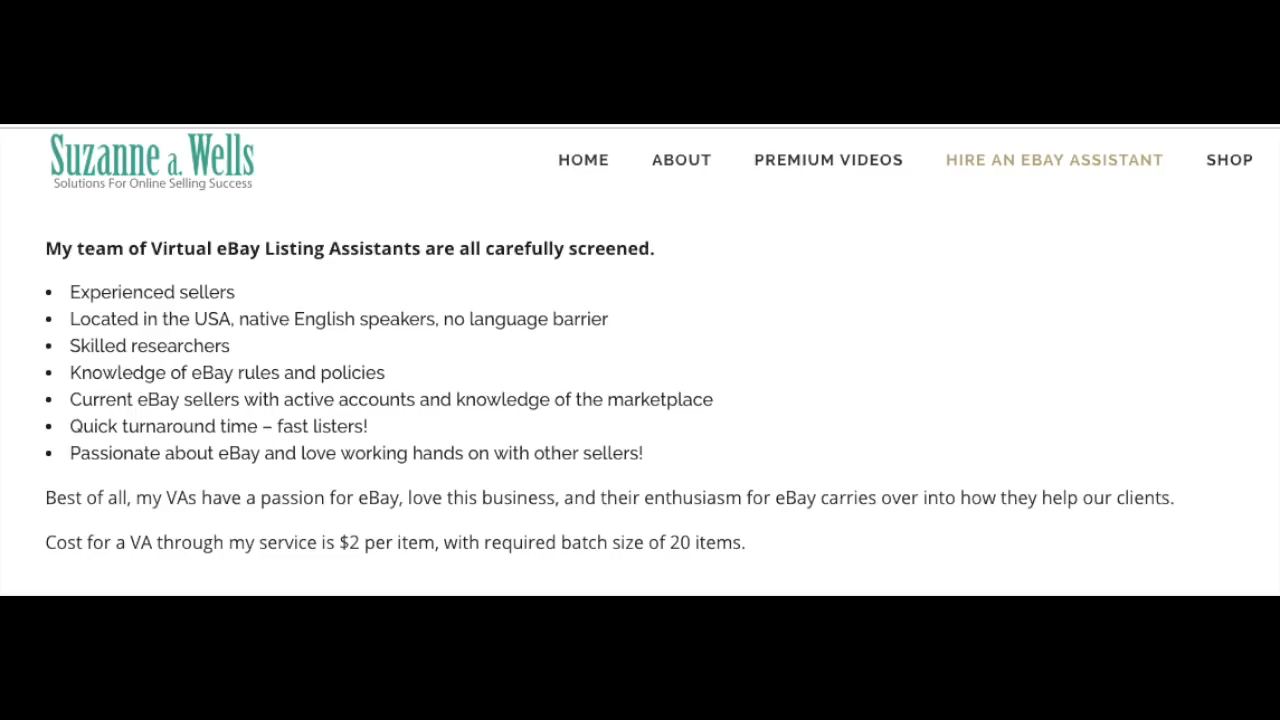 Suzanne a. Wells
Solutions For Online Selling Success
HOME ABOUT PREMIUM VIDEOS HIRE AN EBAY ASSISTANT SHOP
My team of Virtual eBay Listing Assistants are all carefully screened.
• Experienced sellers
• Located in the USA, native English speakers, no language barrier
• Skilled researchers
• Knowledge of eBay rules and policies
• Current eBay sellers with active accounts and knowledge of the marketplace
• Quick turnaround time – fast listers!
• Passionate about eBay and love working hands on with other sellers!
Best of all, my VAs have a passion for eBay, love this business, and their enthusiasm for eBay carries over into how they help our clients.
Cost for a VA through my service is $2 per item, with required batch size of 20 items.